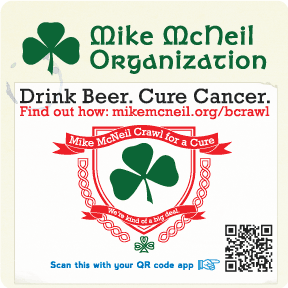 Mike McNeil
Organization
Drink Beer. Cure Cancer.
Find out how: mikemcneil.org/bcrawl
Mike McNeil Crawl for a Cure
We're kind of a big deal.
Scan this with your QR code app